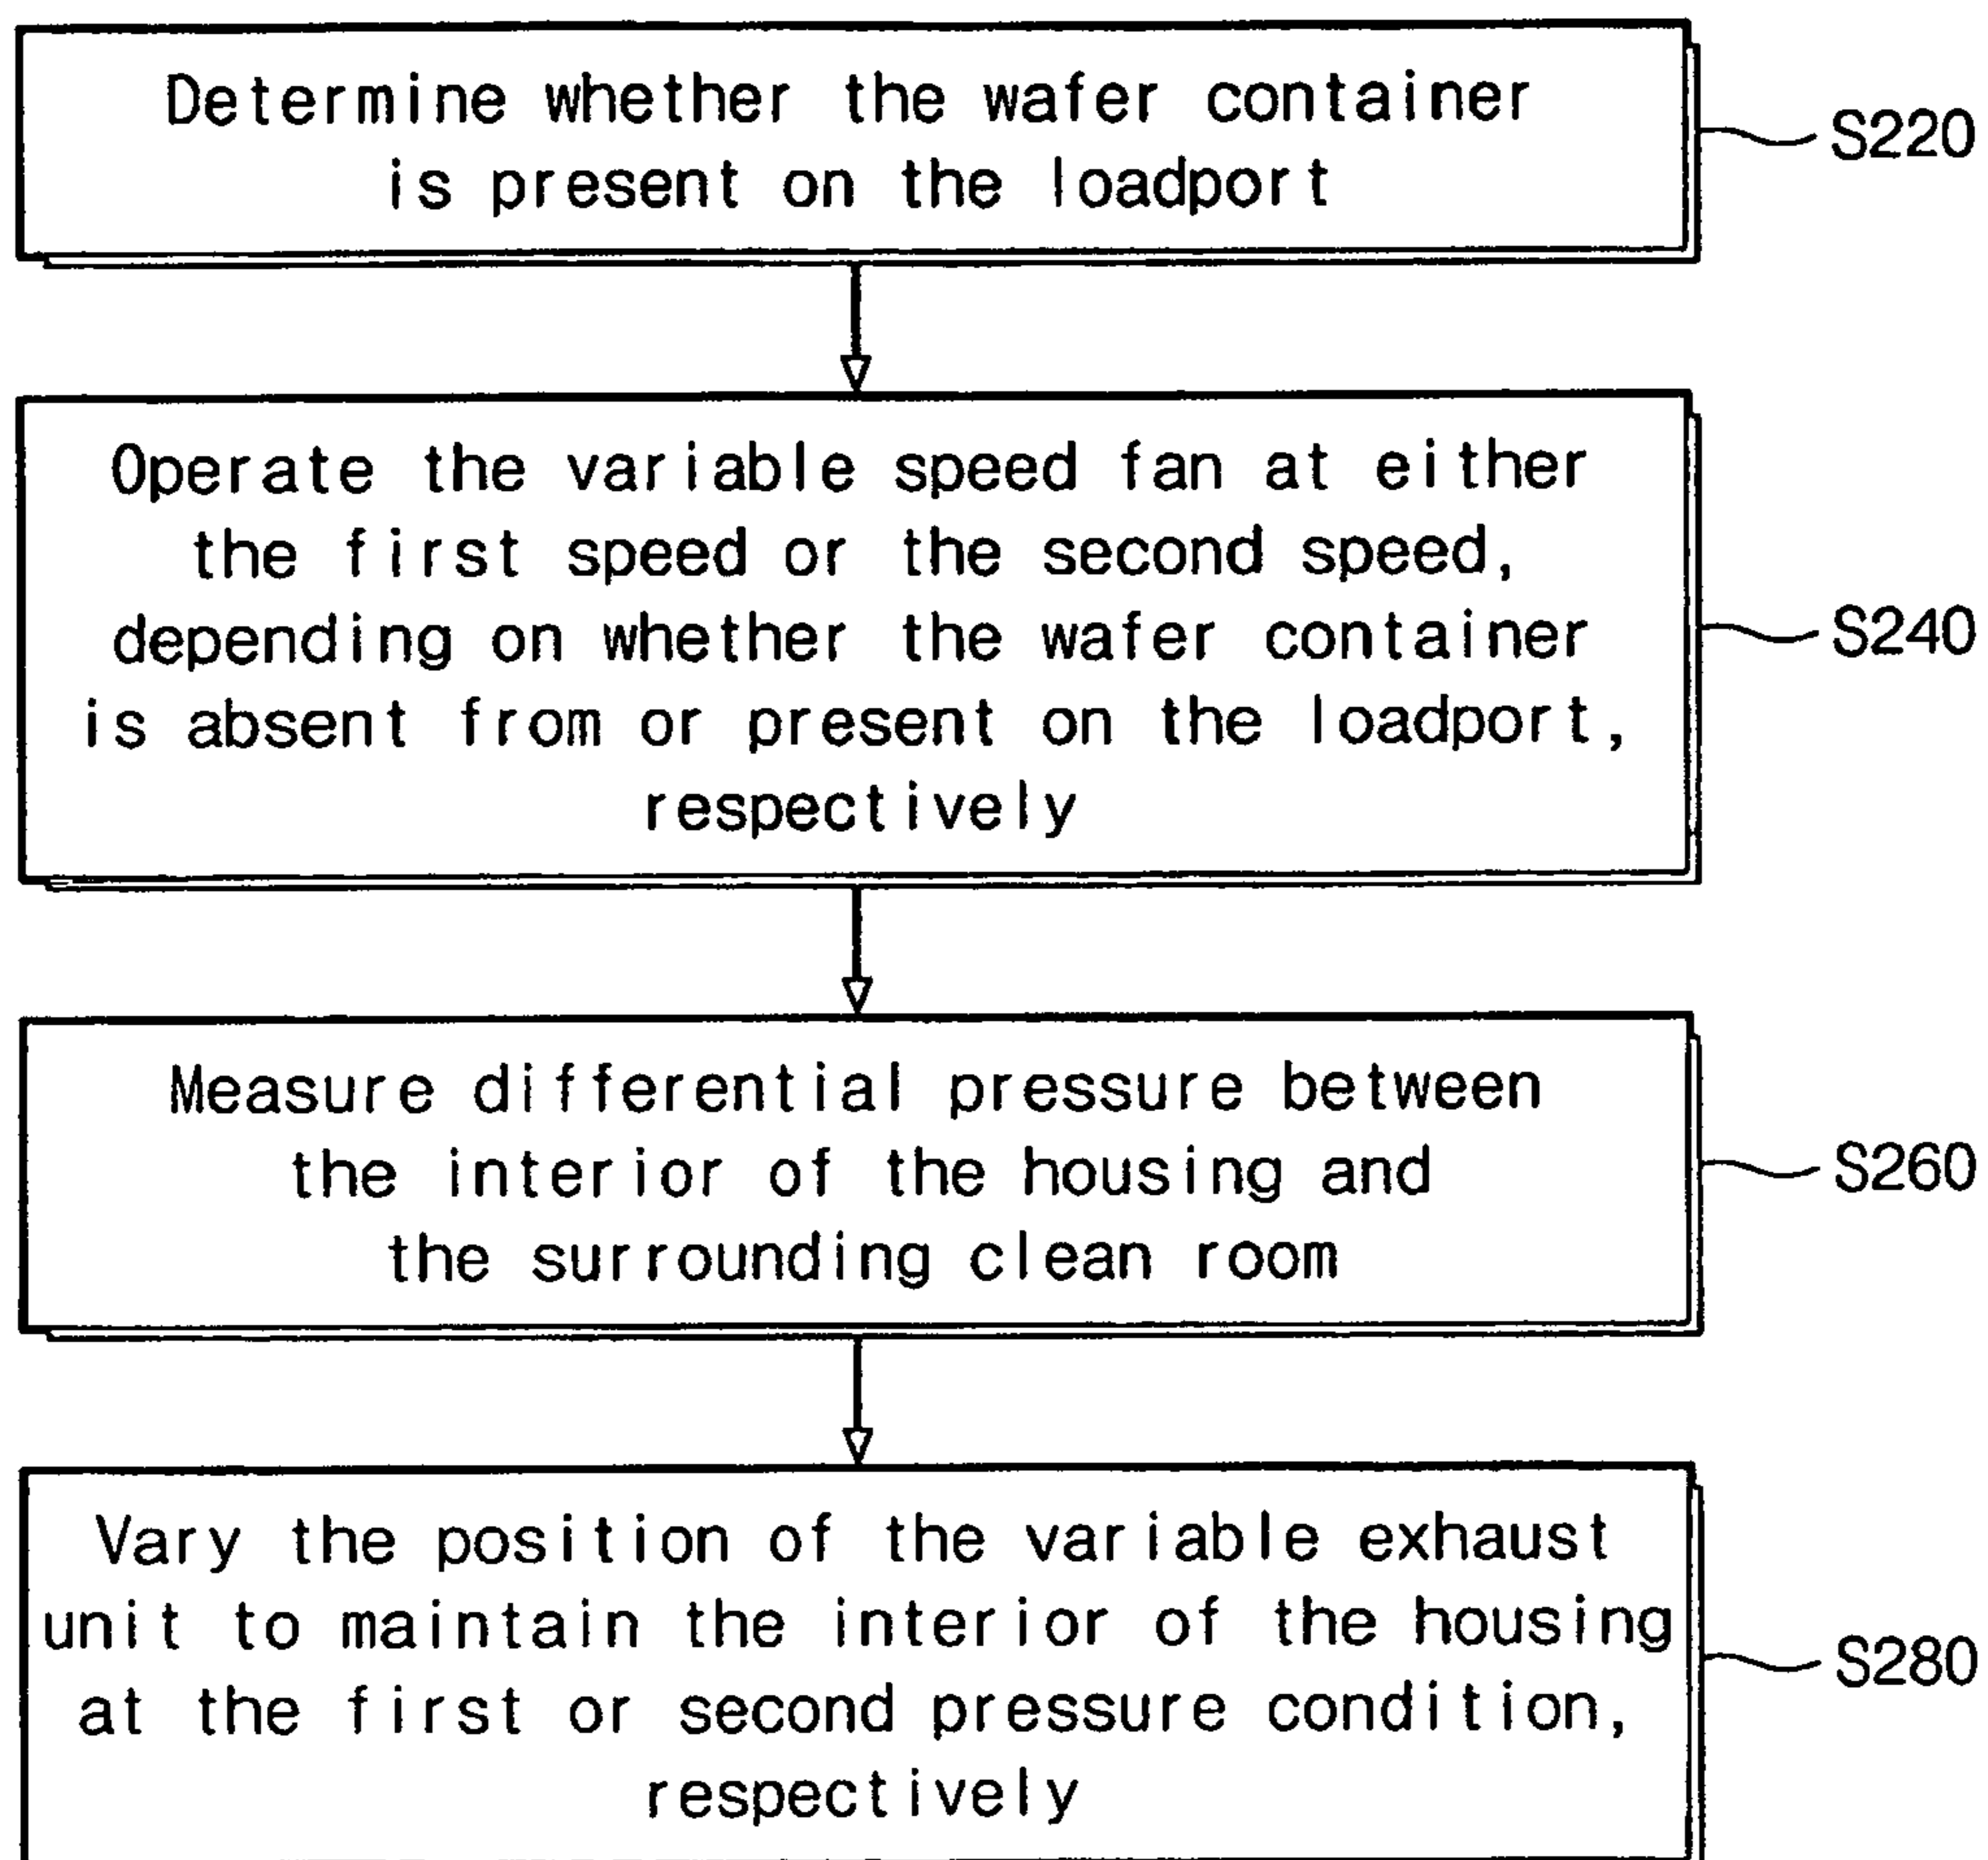 Determine whether the wafer container
is present on the loadport
S220
Operate the variable speed fan at either
the first speed or the second speed,
depending on whether the wafer container
is absent from or present on the loadport,
respectively
S240
Measure differential pressure between
the interior of the housing and
the surrounding clean room
S260
Vary the position of the variable exhaust
unit to maintain the interior of the housing
at the first or second pressure condition,
respectively
S280